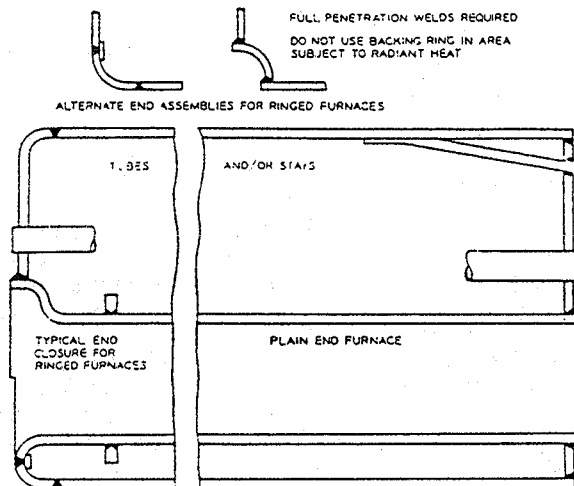 FULL PENETRATION WELDS REQUIRED
DO NOT USE BACKING RING IN AREA
SUBJECT TO RADIANT HEAT
ALTERNATE END ASSEMBLIES FOR RINGED FURNACES
TUBES AND/OR STAYS
TYPICAL END
CLOSURE FOR
RINGED FURNACES
PLAIN END FURNACE